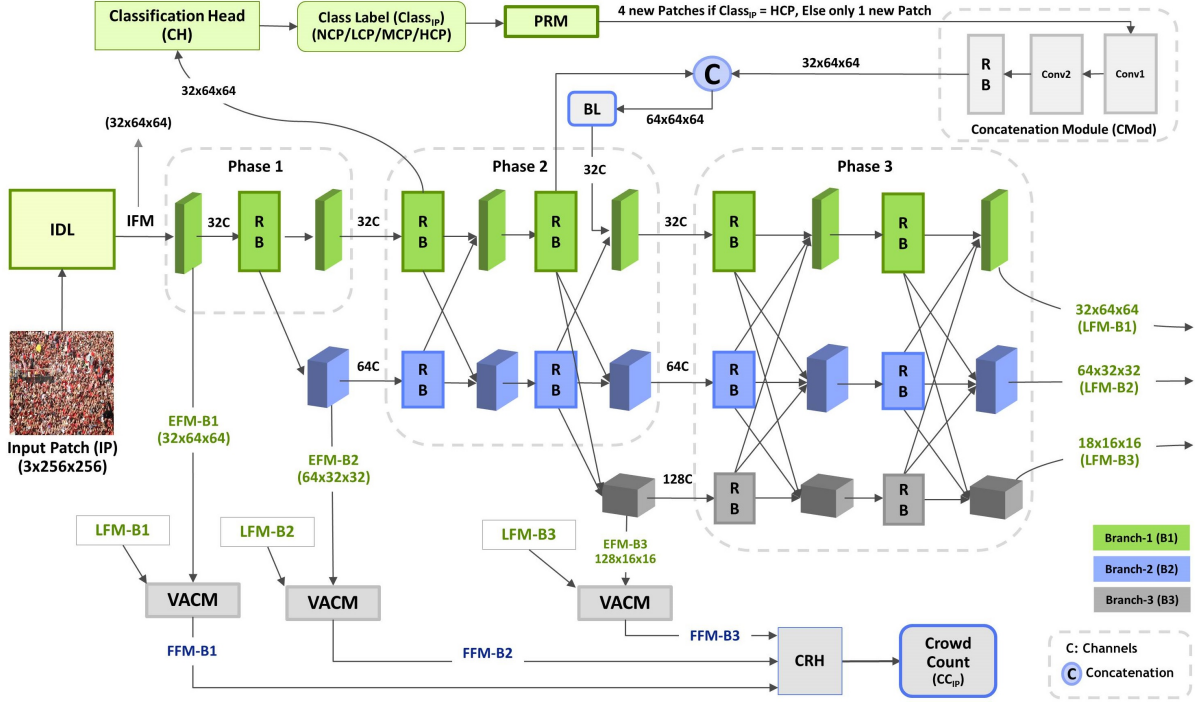 Classification Head
(CH)
Class Label (Class_IP)
(NCP/LCP/MCP/HCP)
PRM
4 new Patches if Class_IP = HCP, Else only 1 new Patch
R
B
Conv2
Conv1
Concatenation Module (CMod)
32x64x64
C
32x64x64
BL
64x64x64
32C
(32x64x64)
Phase 1
Phase 2
Phase 3
IDL
IFM
32C
R
B
32C
R
B
R
B
32C
R
B
R
B
Input Patch (IP)
(3x256x256)
64C
R
B
R
B
64C
R
B
R
B
128C
R
B
R
B
32x64x64
(LFM-B1)
64x32x32
(LFM-B2)
18x16x16
(LFM-B3)
EFM-B1
(32x64x64)
EFM-B2
(64x32x32)
EFM-B3
128x16x16
LFM-B1
LFM-B2
LFM-B3
VACM
VACM
VACM
FFM-B1
FFM-B2
FFM-B3
CRH
Crowd
Count
(CC_IP)
Branch-1 (B1)
Branch-2 (B2)
Branch-3 (B3)
C: Channels
C Concatenation